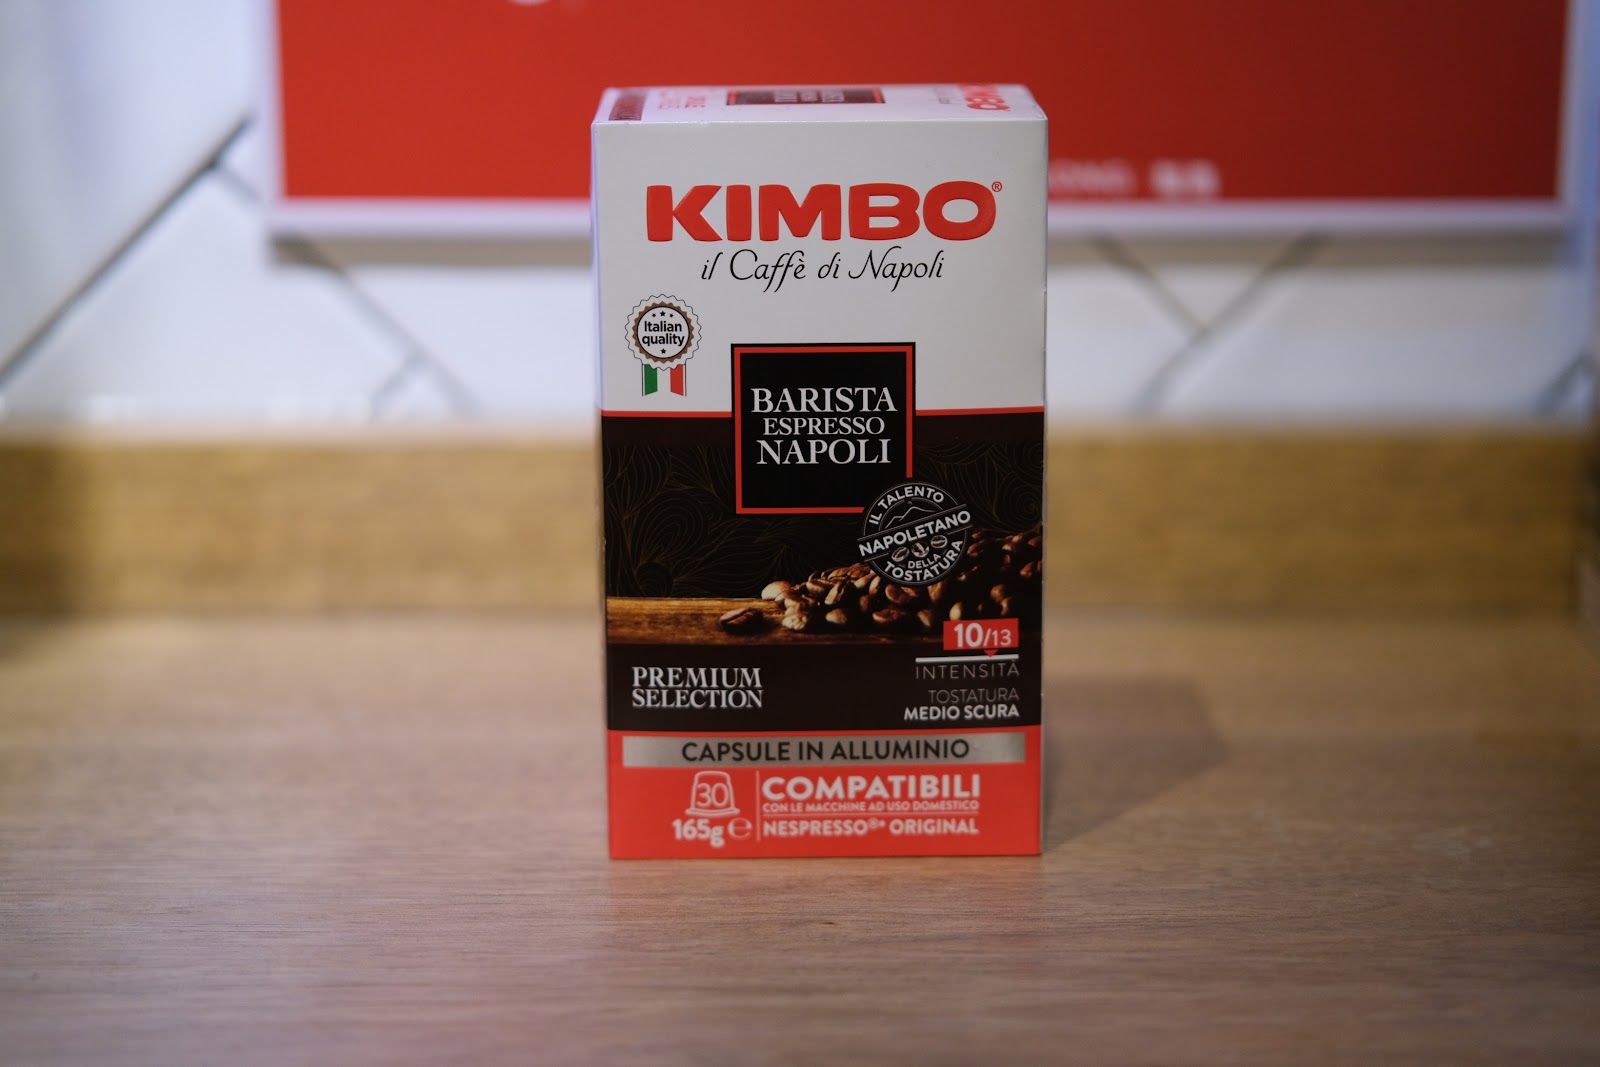 KIMBO®
il Caffè di Napoli
Italian
quality
BARISTA
ESPRESSO
NAPOLI
IL TALENTO
NAPOLETANO
DELLA
TOSTATURA
10/13
INTENSITÀ
TOSTATURA
MEDIO SCURA
PREMIUM
SELECTION
CAPSULE IN ALLUMINIO
30
165g ℮
COMPATIBILI
CON LE MACCHINE AD USO DOMESTICO
NESPRESSO®* ORIGINAL